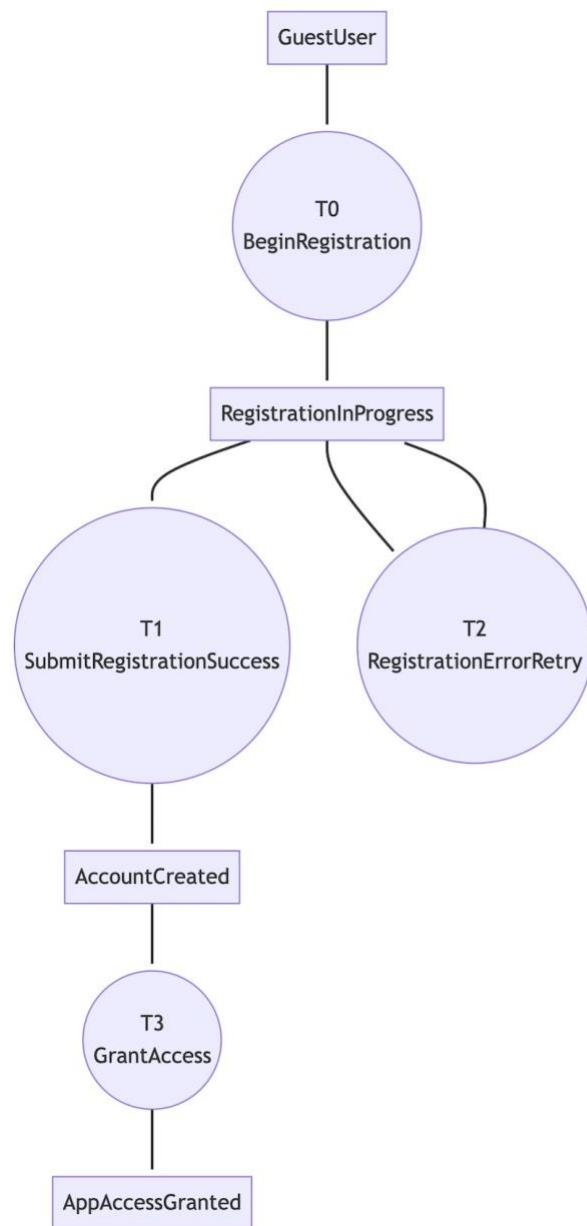 GuestUser
T0
BeginRegistration
RegistrationInProgress
T1
SubmitRegistrationSuccess
T2
RegistrationErrorRetry
AccountCreated
T3
GrantAccess
AppAccessGranted